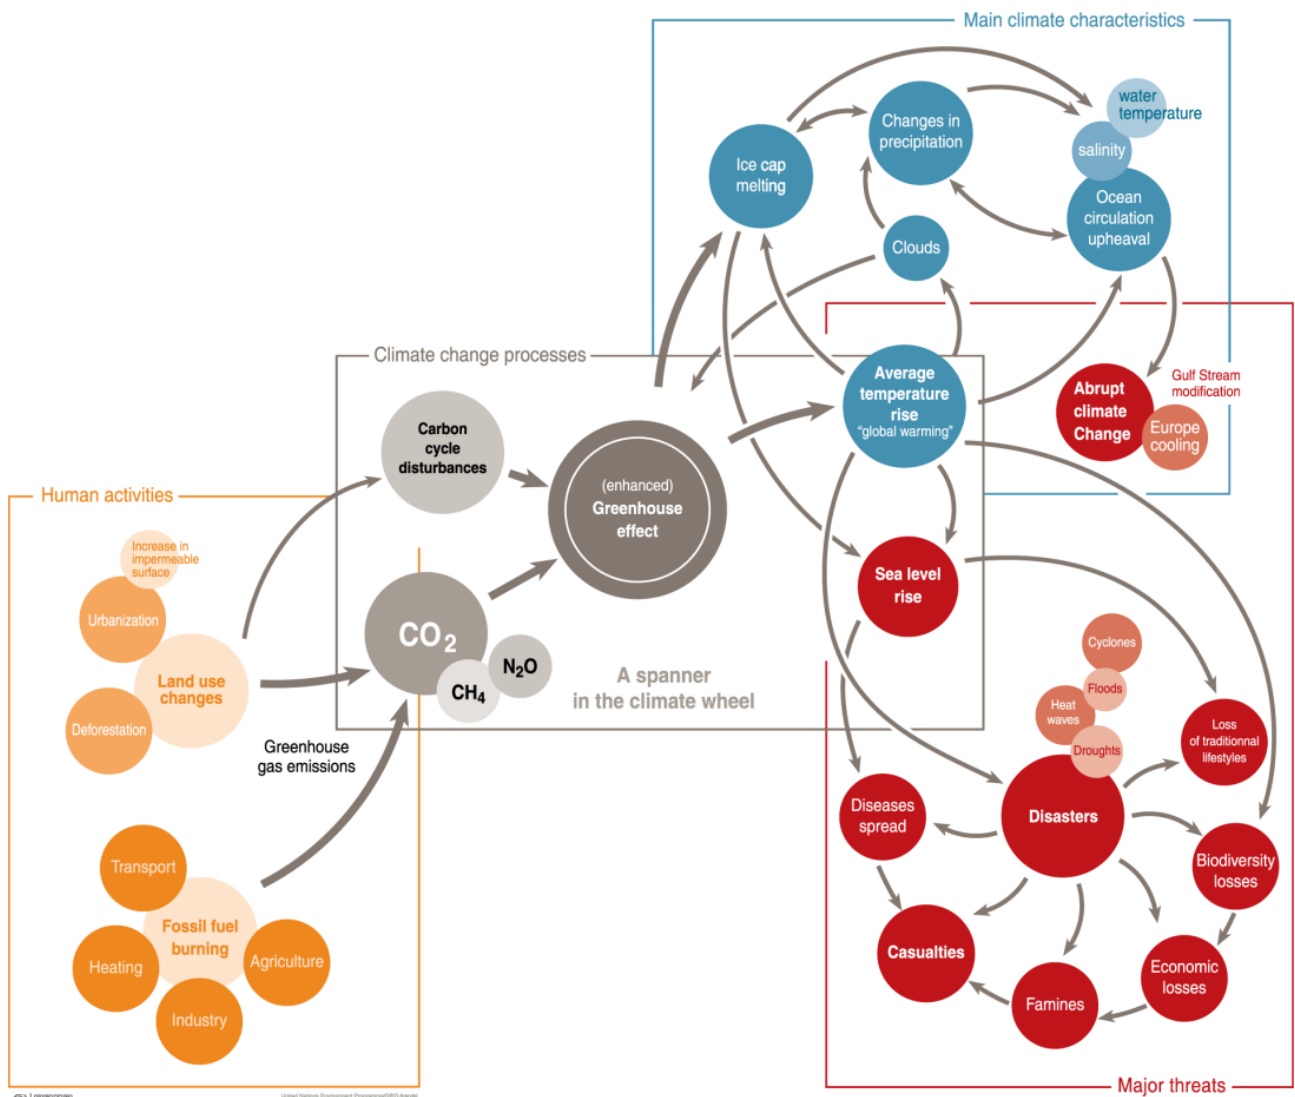 Main climate characteristics
water
temperature
Changes in
precipitation
salinity
Ice cap
melting
Ocean
circulation
upheaval
Clouds
Climate change processes
Average
temperature
rise
“global warming”
Gulf Stream
modification
Abrupt
climate
Change
Europe
cooling
Carbon
cycle
disturbances
(enhanced)
Greenhouse
effect
Human activities
Increase in
impermeable
surface
Urbanization
Land use
changes
Deforestation
CO2
CH4
N2O
Sea level
rise
A spanner
in the climate wheel
Greenhouse
gas emissions
Cyclones
Floods
Heat
waves
Droughts
Loss
of traditionnal
lifestyles
Diseases
spread
Disasters
Biodiversity
losses
Transport
Fossil fuel
burning
Heating
Agriculture
Industry
Casualties
Economic
losses
Famines
Major threats